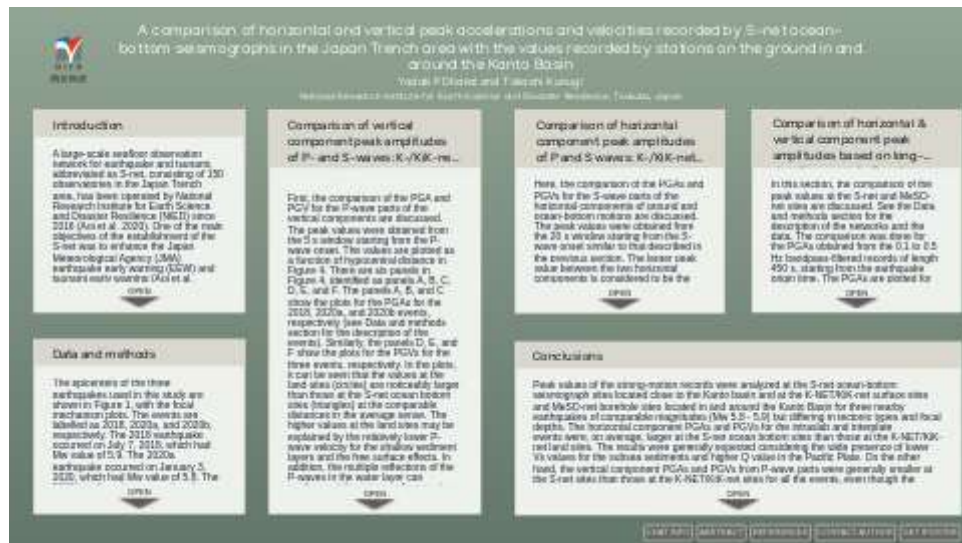 A comparison of horizontal and vertical peak accelerations and velocities recorded by S-net ocean-
bottom seismographs in the Japan Trench area with the values recorded by stations on the ground in and
around the Kanto Basin
Yadab P Dhakal and Takashi Kunugi
National Research Institute for Earth Science and Disaster Resilience, Tsukuba, Japan
Introduction
A large-scale seafloor observation
network for earthquake and tsunami,
abbreviated as S-net, consisting of 150
observatories in the Japan Trench
area, has been operated by National
Research Institute for Earth Science
and Disaster Resilience (NIED) since
2016 (Aoi et al. 2020). One of the main
objectives of the establishment of the
S-net was to enhance the Japan
Meteorological Agency (JMA)
earthquake early warning (EEW) and
tsunami early warning (Aoi et al.
OPEN
Data and methods
The epicenters of the three
earthquakes used in this study are
shown in Figure 1, with the focal
mechanism plots. The events are
labelled as 2018, 2020a, and 2020b,
respectively. The 2018 earthquake
occurred on July 7, 2018, which had
Mw value of 5.9. The 2020a
earthquake occurred on January 3,
2020, which had Mw value of 5.8. The
OPEN
Comparison of vertical
component peak amplitudes
of P- and S-waves: K-/KiK-ne...
First, the comparison of the PGA and
PGV for the P-wave parts of the
vertical components are discussed.
The peak values were obtained from
the 5 s window starting from the P-
wave onset. The values are plotted as
a function of hypocentral distance in
Figure 4. There are six panels in
Figure 4, identified as panels A, B, C,
D, E, and F. The panels A, B, and C
show the plots for the PGAs for the
2018, 2020a, and 2020b events,
respectively (see Data and methods
section for the description of the
events). Similarly, the panels D, E, and
F show the plots for the PGVs for the
three events, respectively. In the plots,
it can be seen that the values at the
land sites (circles) are noticeably larger
than those at the S-net ocean bottom
sites (triangles) at the comparable
distances in the average sense. The
higher values at the land sites may be
explained by the relatively lower P-
wave velocity for the shallow sediment
layers and the free surface effects. In
addition, the multiple reflections of the
P-waves in the water layer can
OPEN
Comparison of horizontal
component peak amplitudes
of P and S waves: K-/KiK-net...
Here, the comparison of the PGAs and
PGVs for the S-wave parts of the
horizontal components of ground and
ocean-bottom motions are discussed.
The peak values were obtained from
the 20 s window starting from the S-
wave onset similar to that described in
the previous section. The larger peak
value between the two horizontal
components is considered to be the
OPEN
Comparison of horizontal &
vertical component peak
amplitudes based on long-...
In this section, the comparison of the
peak values at the S-net and MeSO-
net sites are discussed. See the Data
and methods section for the
description of the networks and the
data. The comparison was done for
the PGAs obtained from the 0.1 to 0.5
Hz bandpass-filtered records of length
450 s, starting from the earthquake
origin time. The PGAs are plotted for
OPEN
Conclusions
Peak values of the strong-motion records were analyzed at the S-net ocean-bottom
seismograph sites located close to the Kanto basin and at the K-NET/KiK-net surface sites
and MeSO-net borehole sites located in and around the Kanto Basin for three nearby
earthquakes of comparable magnitudes (Mw 5.8 - 5.9) but differing in tectonic types and focal
depths. The horizontal component PGAs and PGVs for the intraslab and interplate
events were, on average, larger at the S-net ocean bottom sites than those at the K-NET/KiK-
net land sites. The results were generally expected considering the wide presence of lower
Vs values for the subsea sediments and higher Q value in the Pacific Plate. On the other
hand, the vertical component PGAs and PGVs from P-wave parts were generally smaller at
the S-net sites than those at the K-NET/KiK-net sites for all the events, even though the
OPEN
ABSTRACT REFERENCES CONTACT AUTHOR GET POSTER